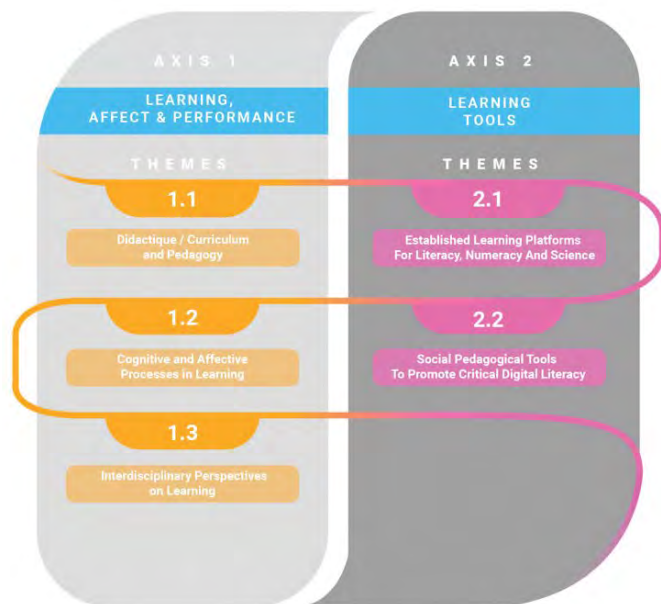 AXIS 1
LEARNING,
AFFECT & PERFORMANCE
THEMES
1.1
Didactique / Curriculum
and Pedagogy
1.2
Cognitive and Affective
Processes in Learning
1.3
Interdisciplinary Perspectives
on Learning
AXIS 2
LEARNING
TOOLS
THEMES
2.1
Established Learning Platforms
For Literacy, Numeracy And Science
2.2
Social Pedagogical Tools
To Promote Critical Digital Literacy